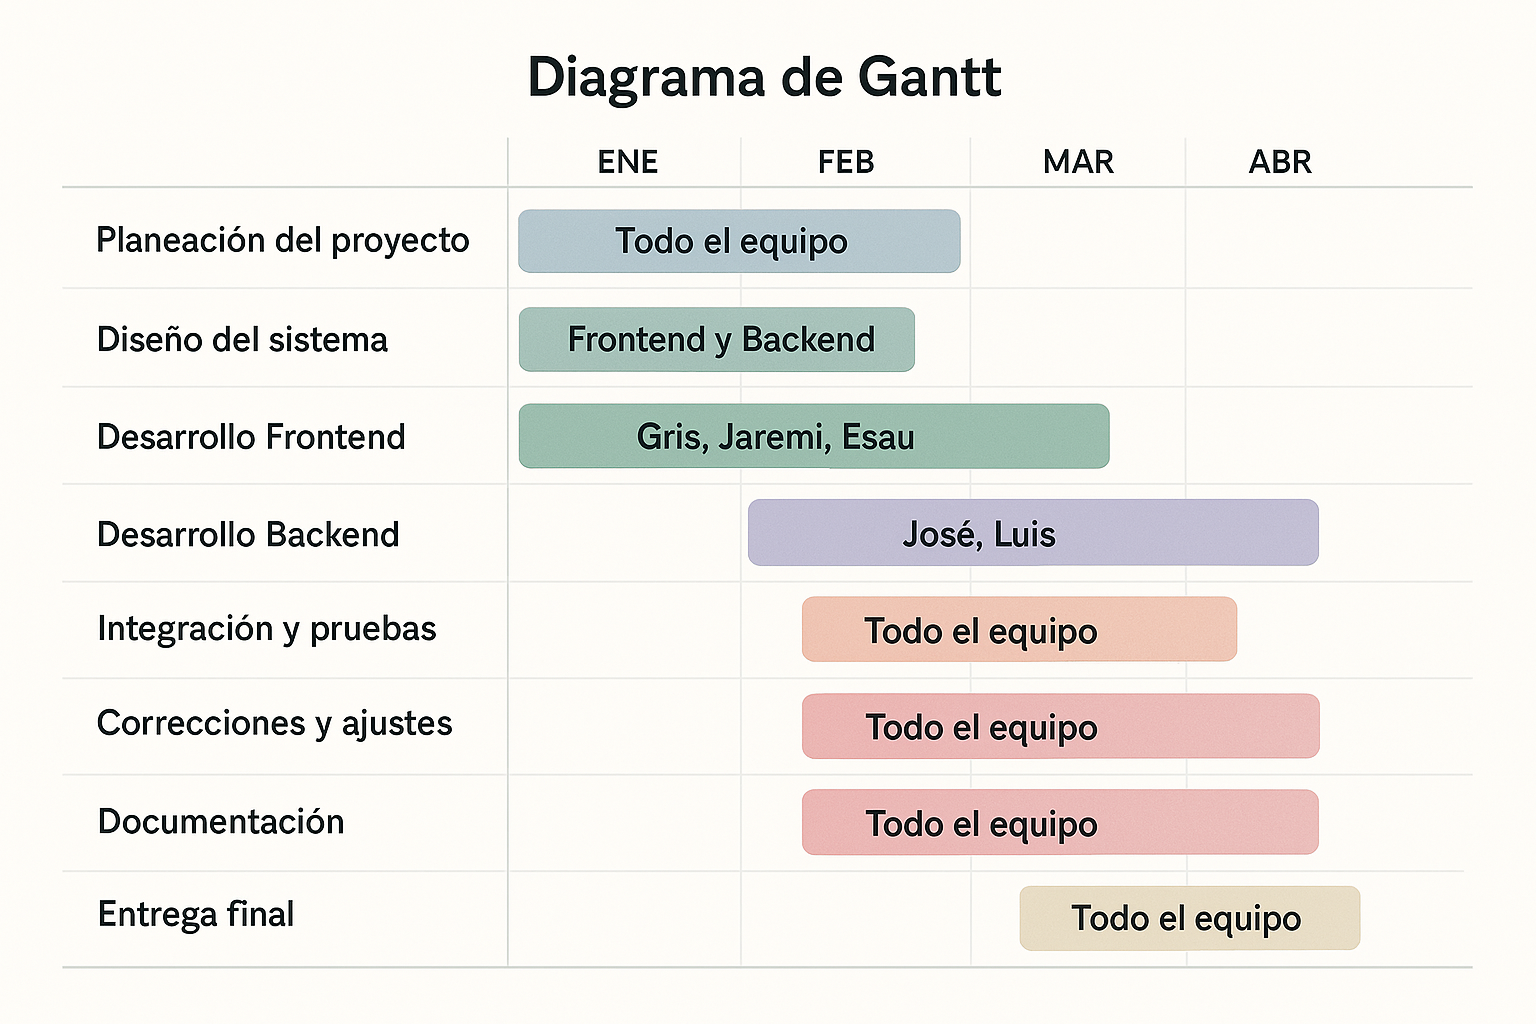 Diagrama de Gantt
ENE FEB MAR ABR
Planeación del proyecto Todo el equipo
Diseño del sistema Frontend y Backend
Desarrollo Frontend Gris, Jaremi, Esau
Desarrollo Backend José, Luis
Integración y pruebas Todo el equipo
Correcciones y ajustes Todo el equipo
Documentación Todo el equipo
Entrega final Todo el equipo